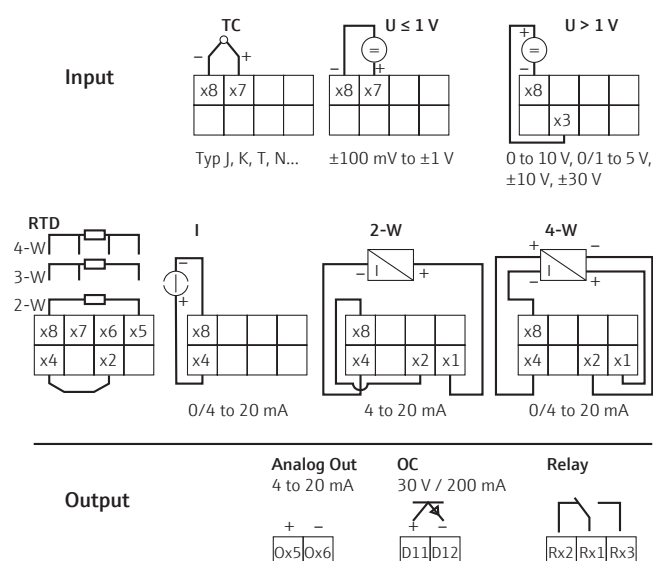 TC
U ≤ 1 V
U > 1 V
Input
– +
– +
+
–
=
=
x8 x7
x8 x7
x8
x3
Typ J, K, T, N...
±100 mV to ±1 V
0 to 10 V, 0/1 to 5 V,
±10 V, ±30 V
RTD
I
2-W
4-W
4-W
3-W
2-W
–
+
– I +
+ –
– I +
x8 x7 x6 x5
x4 x2
x8
x4
x8
x4 x2 x1
x8
x4 x2 x1
0/4 to 20 mA
4 to 20 mA
0/4 to 20 mA
Output
Analog Out
4 to 20 mA
OC
30 V / 200 mA
Relay
+ –
+ –
Ox5 Ox6
D11 D12
Rx2 Rx1 Rx3